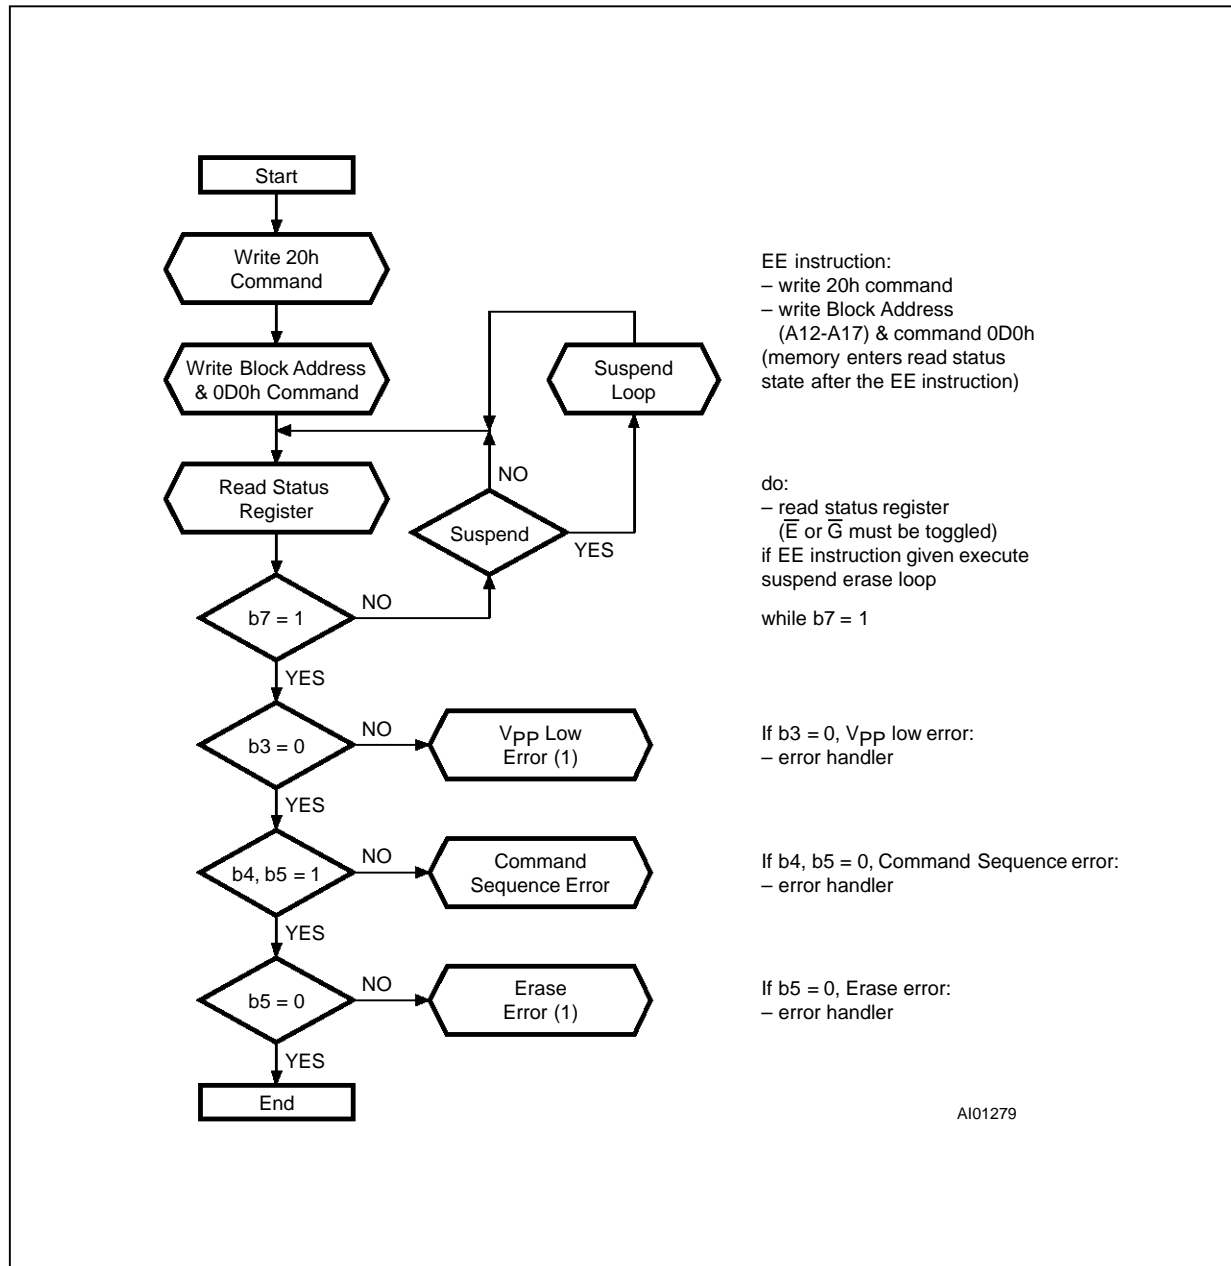 Start
Write 20h
Command
Write Block Address
& 0D0h Command
Suspend
Loop
NO
Read Status
Register
Suspend
YES
b7 = 1
NO
YES
b3 = 0
NO
VPP Low
Error (1)
YES
b4, b5 = 1
NO
Command
Sequence Error
YES
b5 = 0
NO
Erase
Error (1)
YES
End
EE instruction:
– write 20h command
– write Block Address
(A12-A17) & command 0D0h
(memory enters read status
state after the EE instruction)
do:
– read status register
(E̅ or G̅ must be toggled)
if EE instruction given execute
suspend erase loop
while b7 = 1
If b3 = 0, VPP low error:
– error handler
If b4, b5 = 0, Command Sequence error:
– error handler
If b5 = 0, Erase error:
– error handler
AI01279